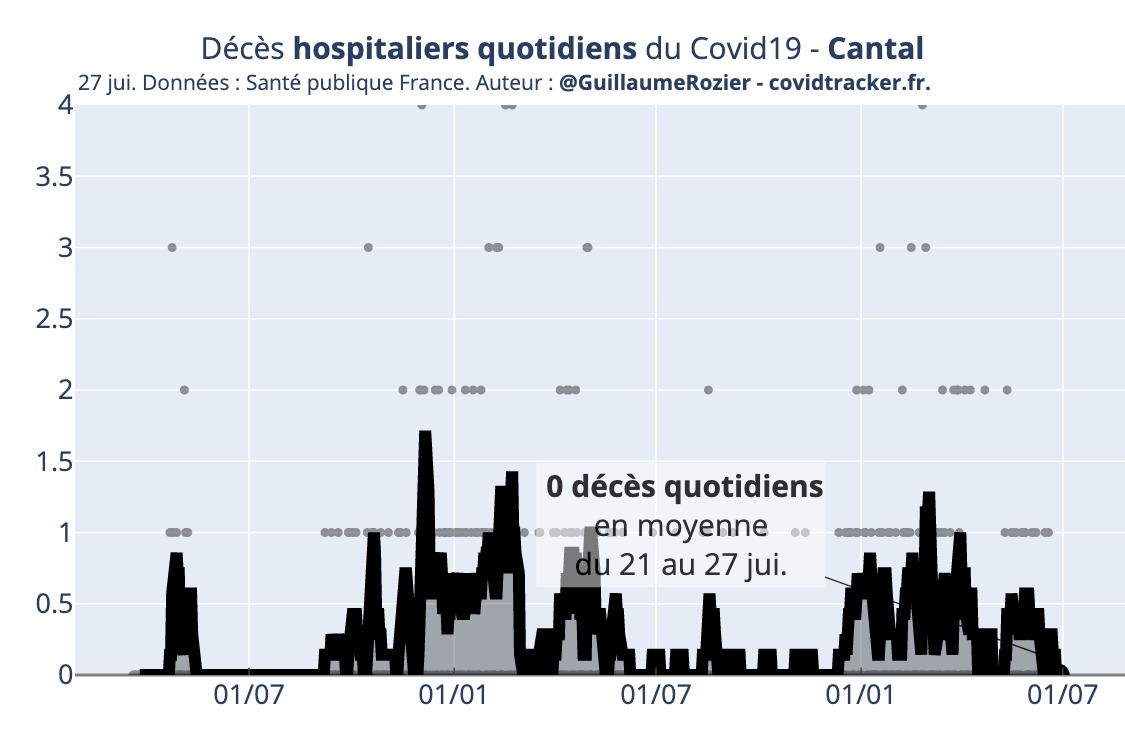 Décès hospitaliers quotidiens du Covid19 - Cantal
27 jui. Données : Santé publique France. Auteur : @GuillaumeRozier - covidtracker.fr.
4
3.5
3
2.5
2
1.5
1
0.5
0
0 décès quotidiens
en moyenne
du 21 au 27 jui.
01/07
01/01
01/07
01/01
01/07